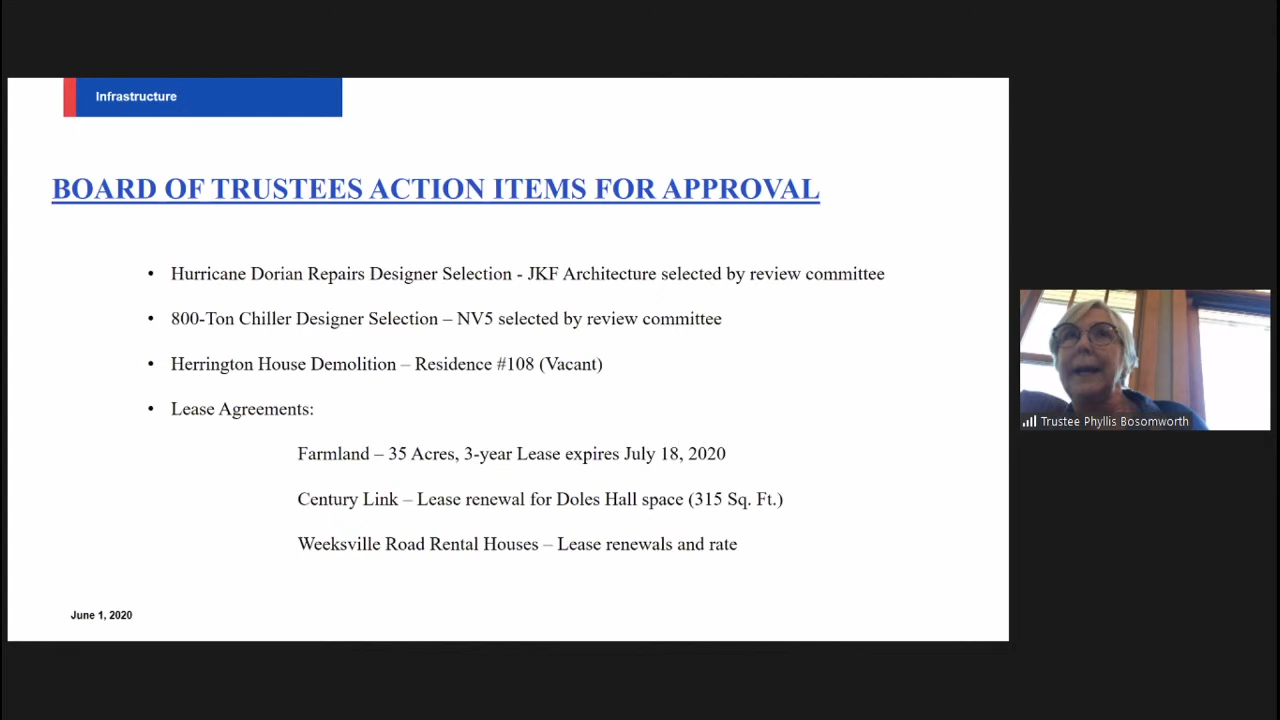 Infrastructure
BOARD OF TRUSTEES ACTION ITEMS FOR APPROVAL
• Hurricane Dorian Repairs Designer Selection - JKF Architecture selected by review committee
• 800-Ton Chiller Designer Selection – NV5 selected by review committee
• Herrington House Demolition – Residence #108 (Vacant)
• Lease Agreements:
Farmland – 35 Acres, 3-year Lease expires July 18, 2020
Century Link – Lease renewal for Doles Hall space (315 Sq. Ft.)
Weeksville Road Rental Houses – Lease renewals and rate
June 1, 2020
Trustee Phyllis Bosomworth